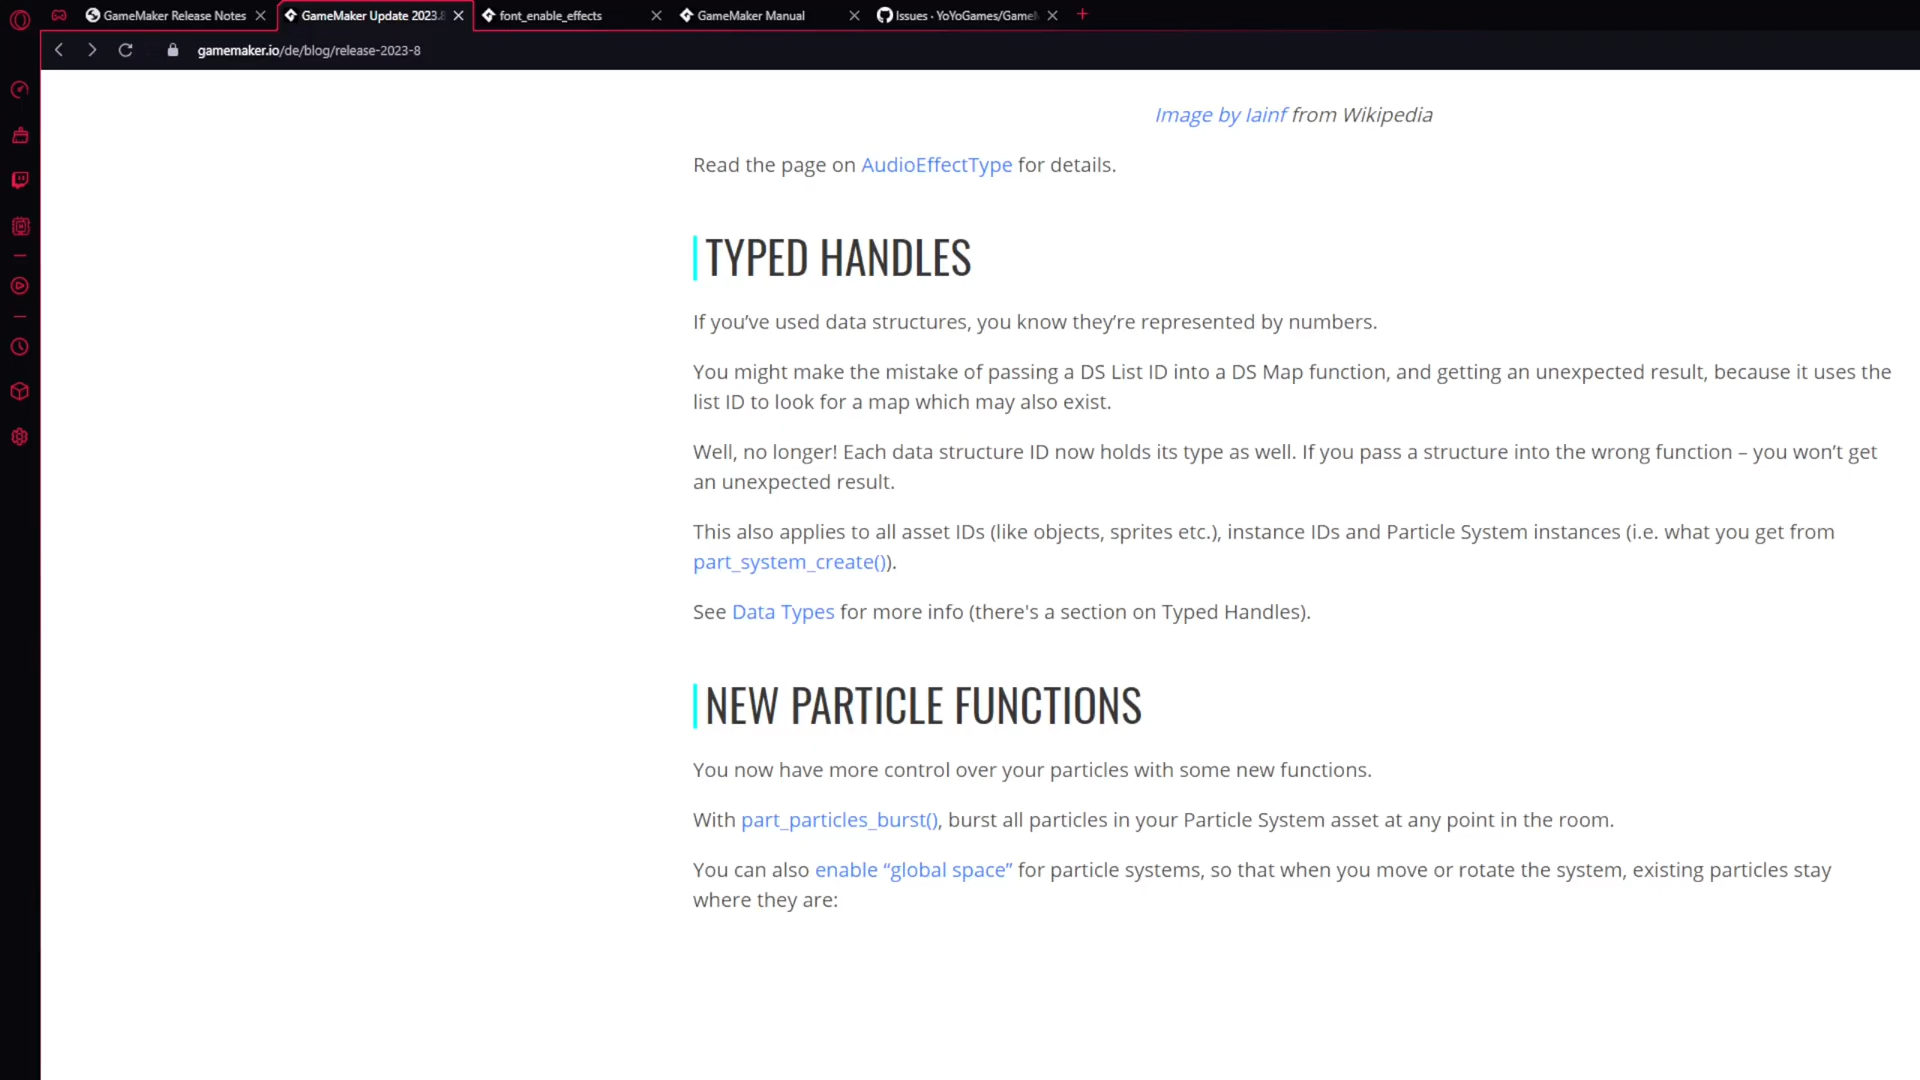 GameMaker Release Notes
GameMaker Update 2023.8
font_enable_effects
GameMaker Manual
Issues · YoYoGames/GameM
gamemaker.io/de/blog/release-2023-8
Image by Iainf from Wikipedia
Read the page on AudioEffectType for details.
TYPED HANDLES
If you’ve used data structures, you know they’re represented by numbers.
You might make the mistake of passing a DS List ID into a DS Map function, and getting an unexpected result, because it uses the
list ID to look for a map which may also exist.
Well, no longer! Each data structure ID now holds its type as well. If you pass a structure into the wrong function – you won’t get
an unexpected result.
This also applies to all asset IDs (like objects, sprites etc.), instance IDs and Particle System instances (i.e. what you get from
part_system_create()).
See Data Types for more info (there's a section on Typed Handles).
NEW PARTICLE FUNCTIONS
You now have more control over your particles with some new functions.
With part_particles_burst(), burst all particles in your Particle System asset at any point in the room.
You can also enable “global space” for particle systems, so that when you move or rotate the system, existing particles stay
where they are: